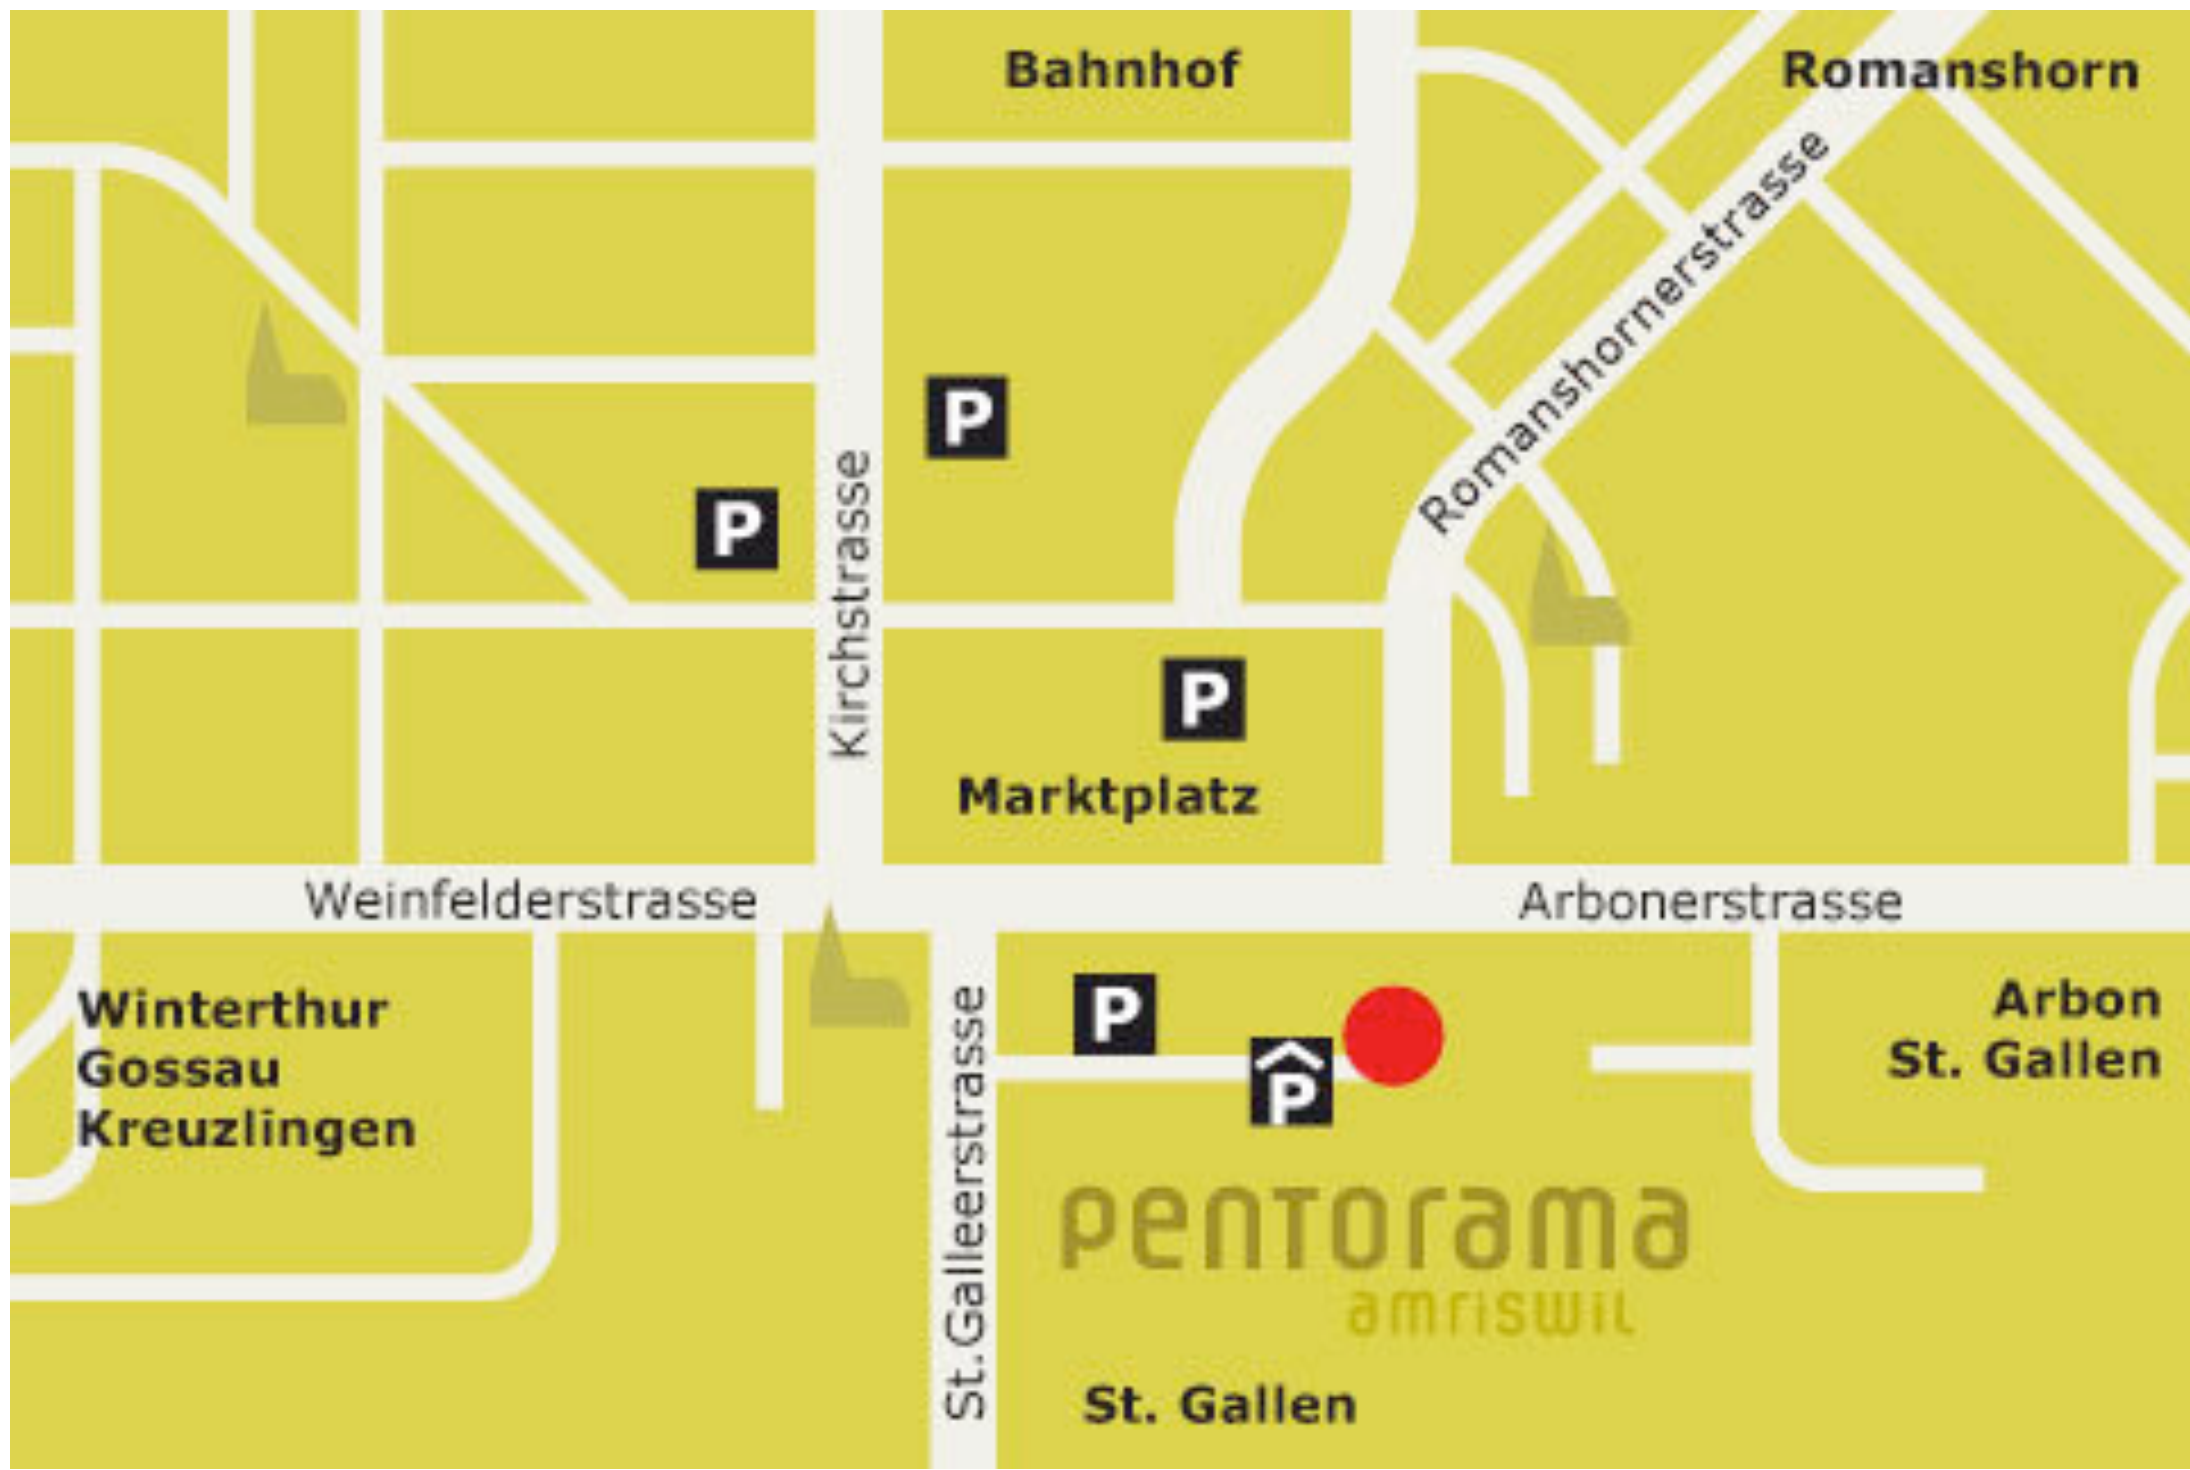 Bahnhof
Romanshorn
Romanshornerstrasse
P
P
Kirchstrasse
P
Marktplatz
Weinfelderstrasse
Arbonerstrasse
Winterthur
Gossau
Kreuzlingen
P
P
Arbon
St. Gallen
St.Galleerstrasse
pentorama
amriswil
St. Gallen